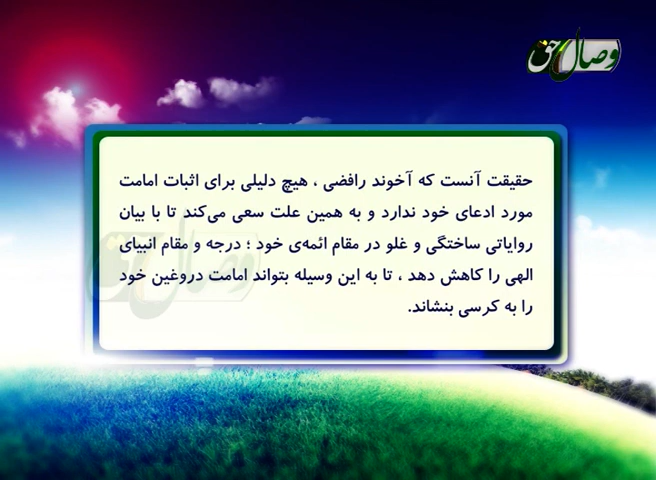 وصال حق
حقیقت آنست که آخوند رافضی ، هیچ دلیلی برای اثبات امامت
مورد ادعای خود ندارد و به همین علت سعی می‌کند تا با بیان
روایاتی ساختگی و غلو در مقام ائمه‌ی خود ؛ درجه و مقام انبیای
الهی را کاهش دهد ، تا به این وسیله بتواند امامت دروغین خود
را به کرسی بنشاند.
وصال حق